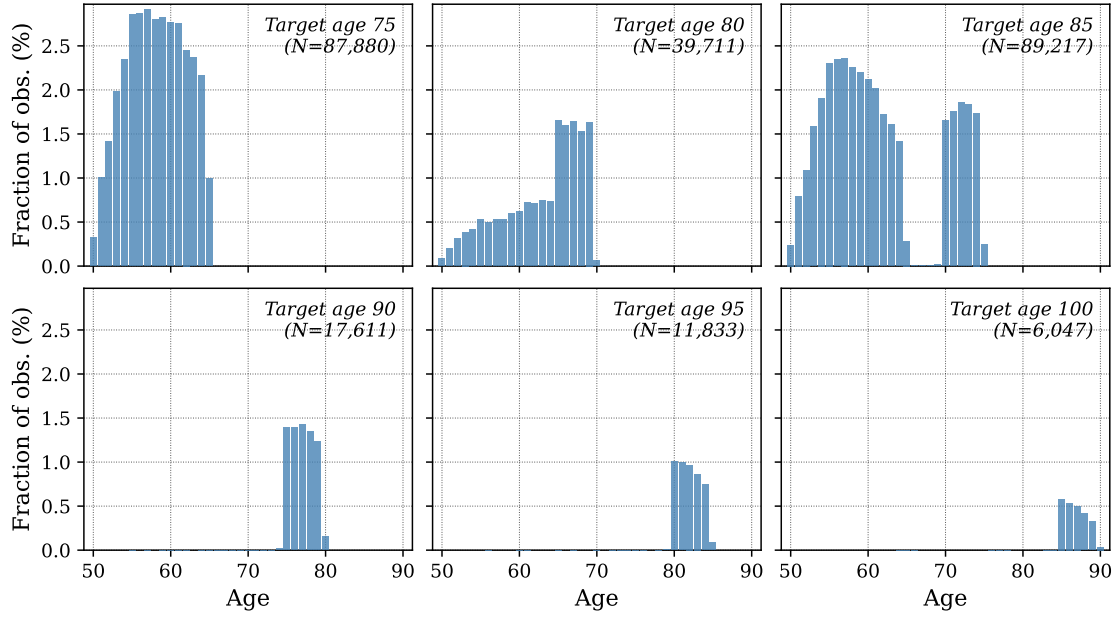 Target age 75
(N=87,880)
Target age 80
(N=39,711)
Target age 85
(N=89,217)
Fraction of obs. (%)
2.5
2.0
1.5
1.0
0.5
0.0
Target age 90
(N=17,611)
Target age 95
(N=11,833)
Target age 100
(N=6,047)
Fraction of obs. (%)
2.5
2.0
1.5
1.0
0.5
0.0
50 60 70 80 90
50 60 70 80 90
50 60 70 80 90
Age
Age
Age